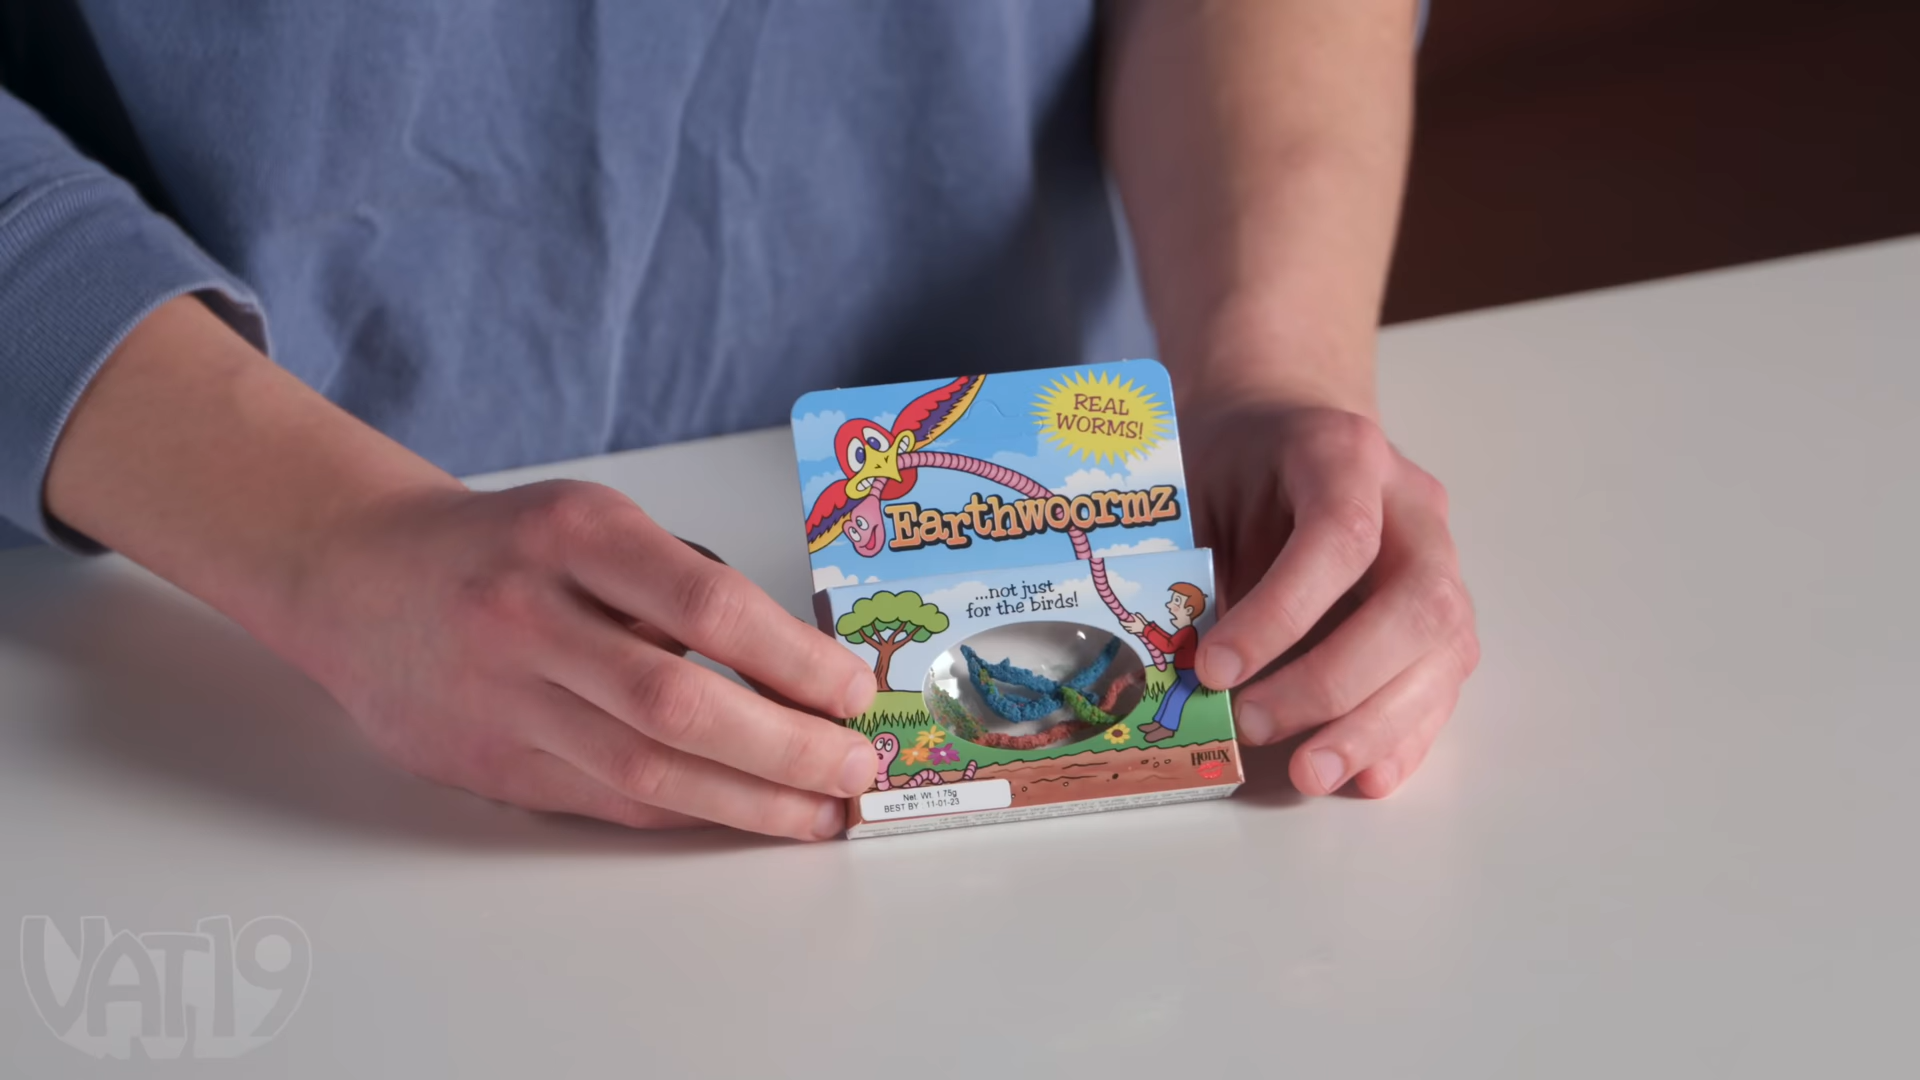 REAL
WORMS!
Earthwoormz
...not just
for the birds!
HOTLIX
Net. Wt. 1.75g
BEST BY 11-01-23
VAT19